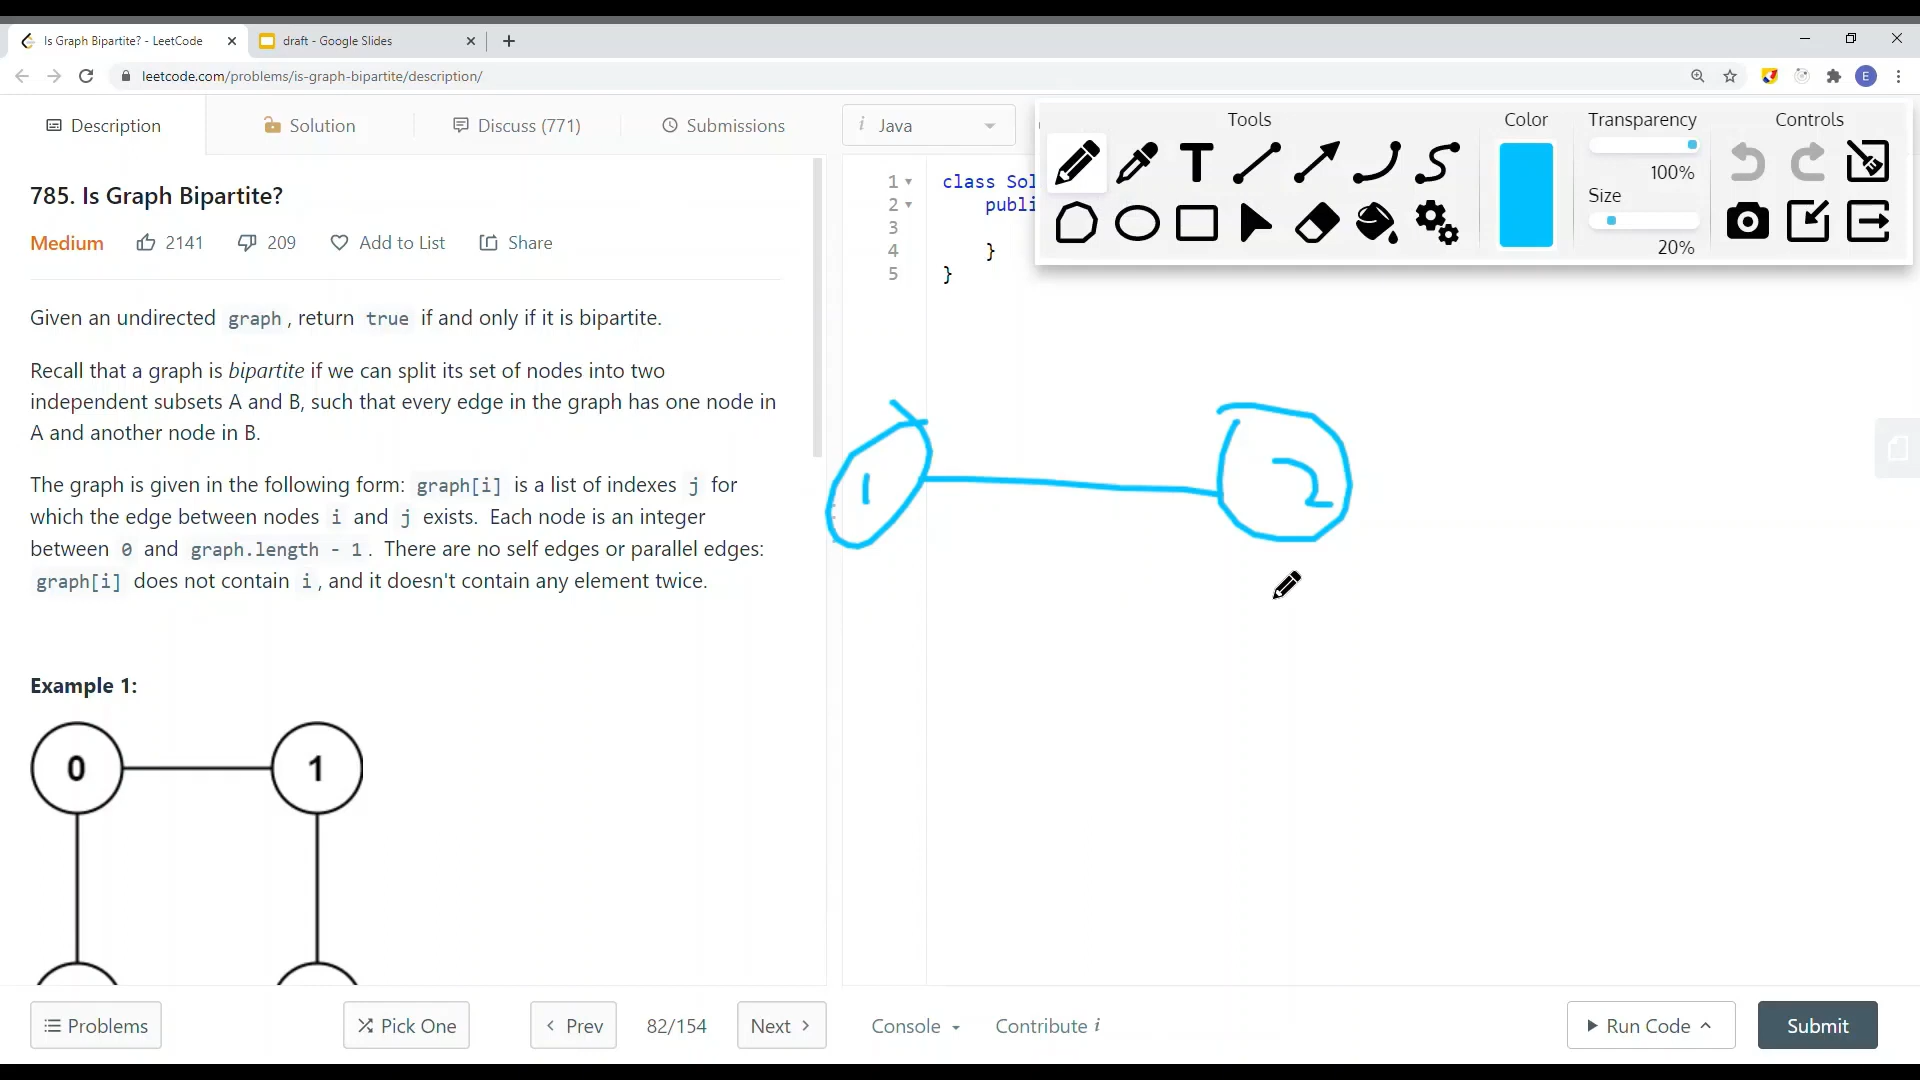 Is Graph Bipartite? - LeetCode
draft - Google Slides
leetcode.com/problems/is-graph-bipartite/description/
E
Description
Solution
Discuss (771)
Submissions
i Java
Tools
Color
Transparency
Controls
100%
Size
20%
T
785. Is Graph Bipartite?
Medium
2141
209
Add to List
Share
Given an undirected graph, return true if and only if it is bipartite.
Recall that a graph is bipartite if we can split its set of nodes into two
independent subsets A and B, such that every edge in the graph has one node in
A and another node in B.
The graph is given in the following form: graph[i] is a list of indexes j for
which the edge between nodes i and j exists. Each node is an integer
between 0 and graph.length - 1. There are no self edges or parallel edges:
graph[i] does not contain i, and it doesn't contain any element twice.
Example 1:
0
1
1 class Sol
2 publi
3
4 }
5 }
1
2
Problems
Pick One
Prev
82/154
Next
Console
Contribute i
Run Code
Submit